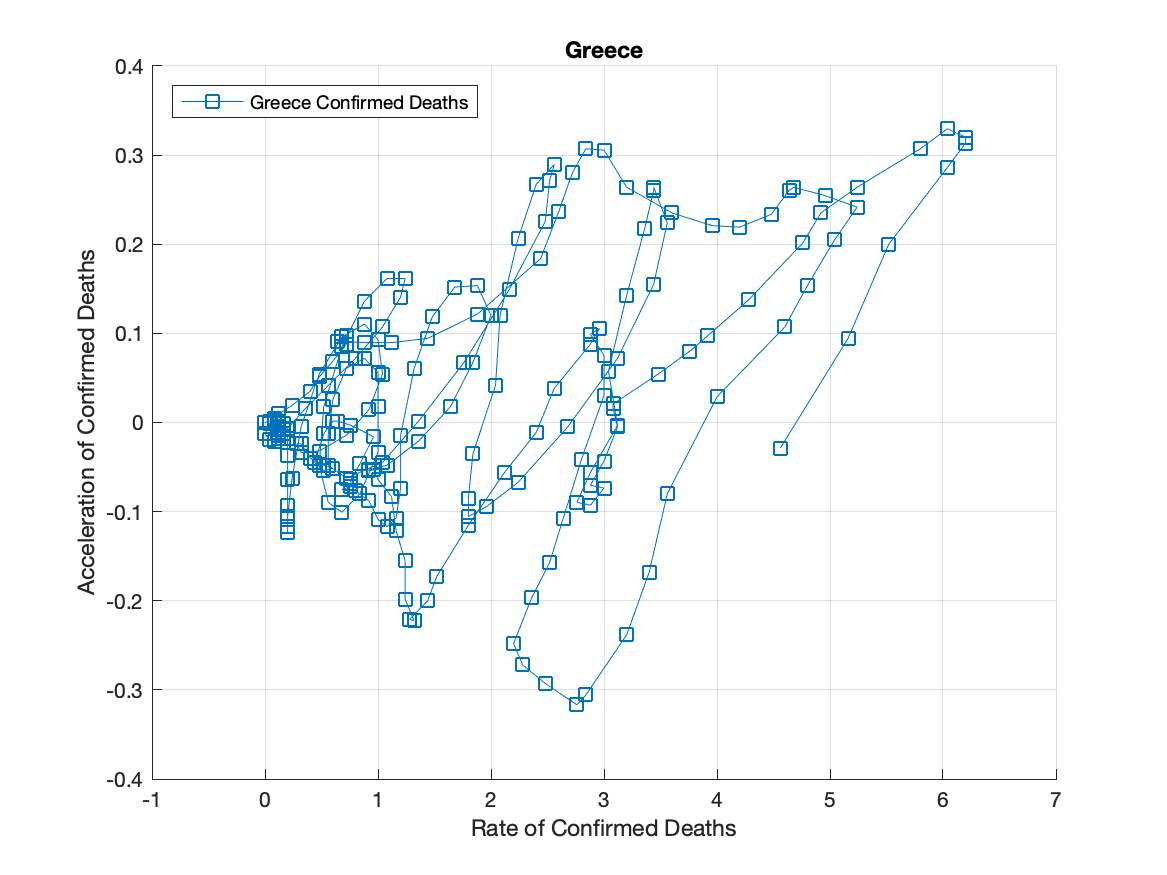 Greece
Greece Confirmed Deaths
0.4
0.3
0.2
0.1
0
-0.1
-0.2
-0.3
-0.4
Acceleration of Confirmed Deaths
-1 0 1 2 3 4 5 6 7
Rate of Confirmed Deaths